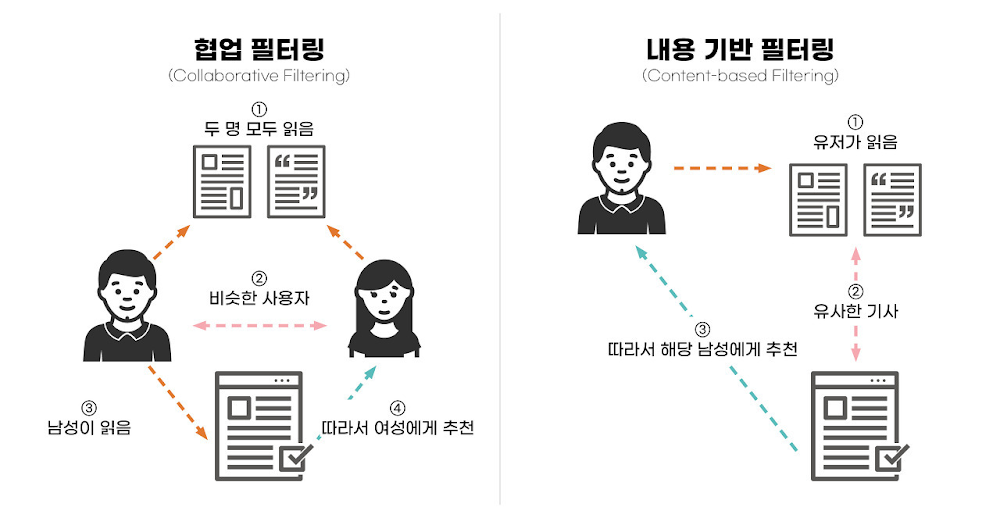 협업 필터링
(Collaborative Filtering)
①
두 명 모두 읽음
②
비슷한 사용자
③
남성이 읽음
④
따라서 여성에게 추천
내용 기반 필터링
(Content-based Filtering)
①
유저가 읽음
②
유사한 기사
③
따라서 해당 남성에게 추천